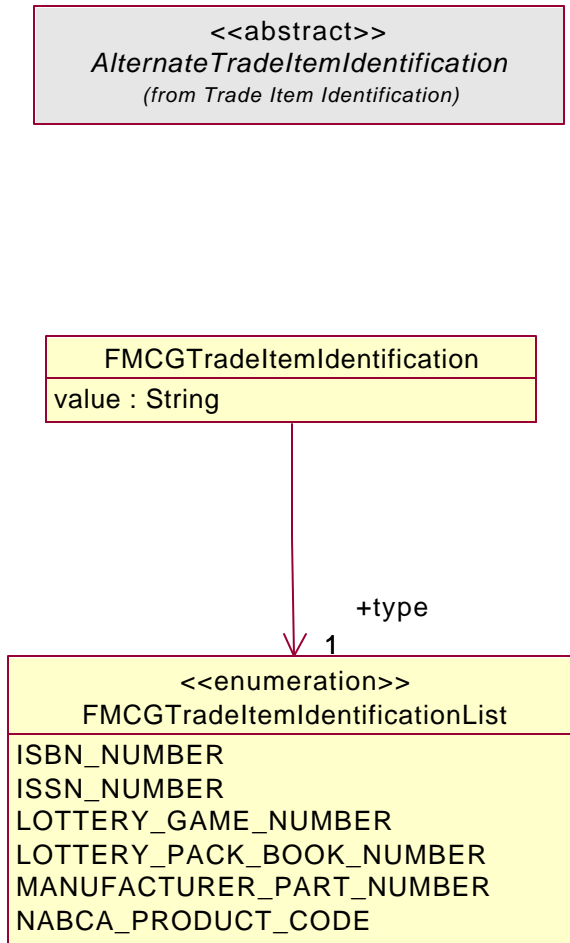 <<abstract>>
AlternateTradeItemIdentification
(from Trade Item Identification)
FMCGTradeItemIdentification
value : String
+type
1
<<enumeration>>
FMCGTradeItemIdentificationList
ISBN_NUMBER
ISSN_NUMBER
LOTTERY_GAME_NUMBER
LOTTERY_PACK_BOOK_NUMBER
MANUFACTURER_PART_NUMBER
NABCA_PRODUCT_CODE